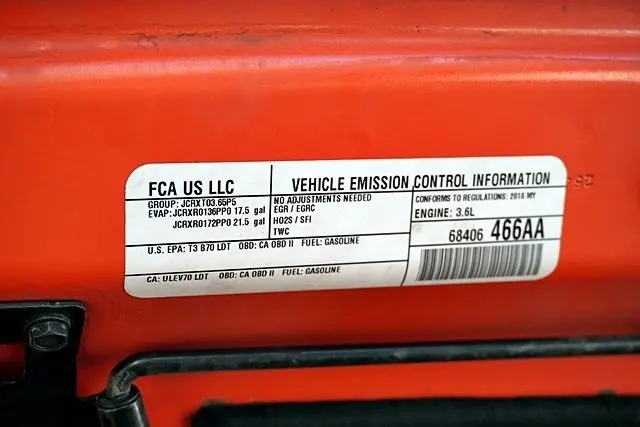 FCA US LLC
GROUP: JCRXT03.65P5
EVAP: JCRXR0136PP0 17.5 gal
JCRXR0172PP0 21.5 gal
VEHICLE EMISSION CONTROL INFORMATION
NO ADJUSTMENTS NEEDED
EGR / EGRC
HO2S / SFI
TWC
CONFORMS TO REGULATIONS: 2018 MY
ENGINE: 3.6L
68406 466AA
U.S. EPA: T3 B70 LDT OBD: CA OBD II FUEL: GASOLINE
CA: ULEV70 LDT OBD: CA OBD II FUEL: GASOLINE